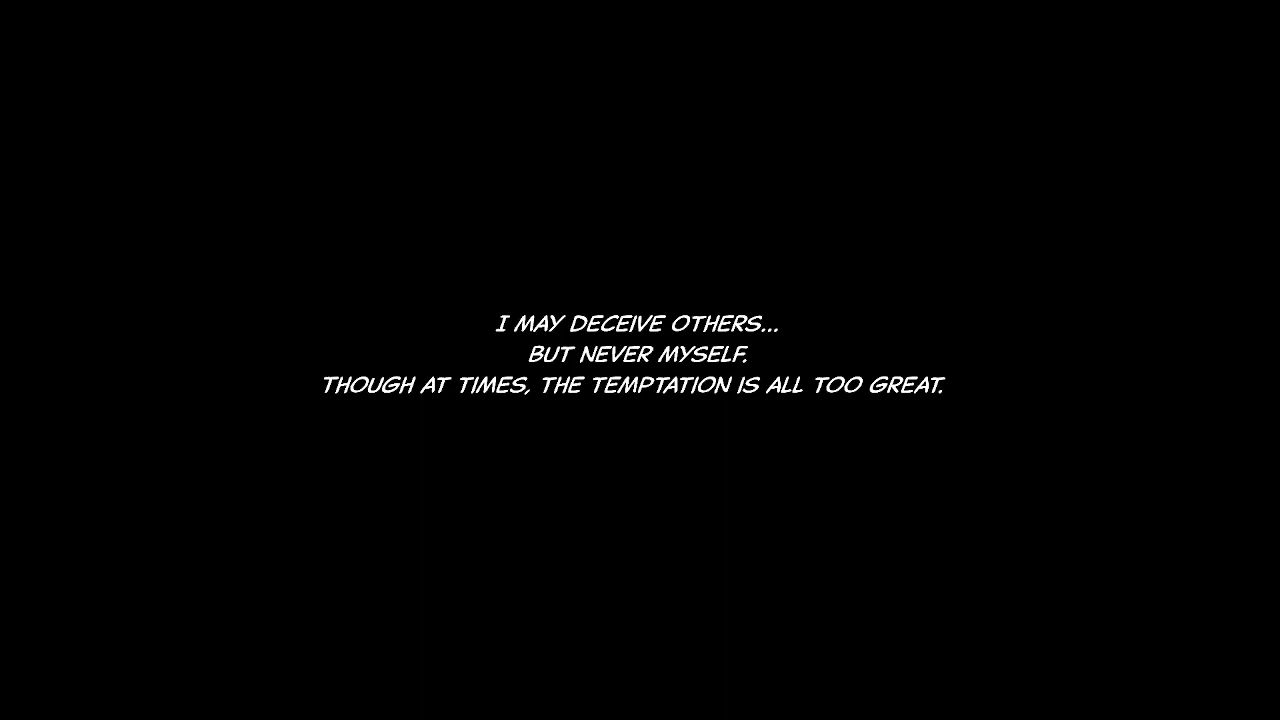 I MAY DECEIVE OTHERS...
BUT NEVER MYSELF.
THOUGH AT TIMES, THE TEMPTATION IS ALL TOO GREAT.